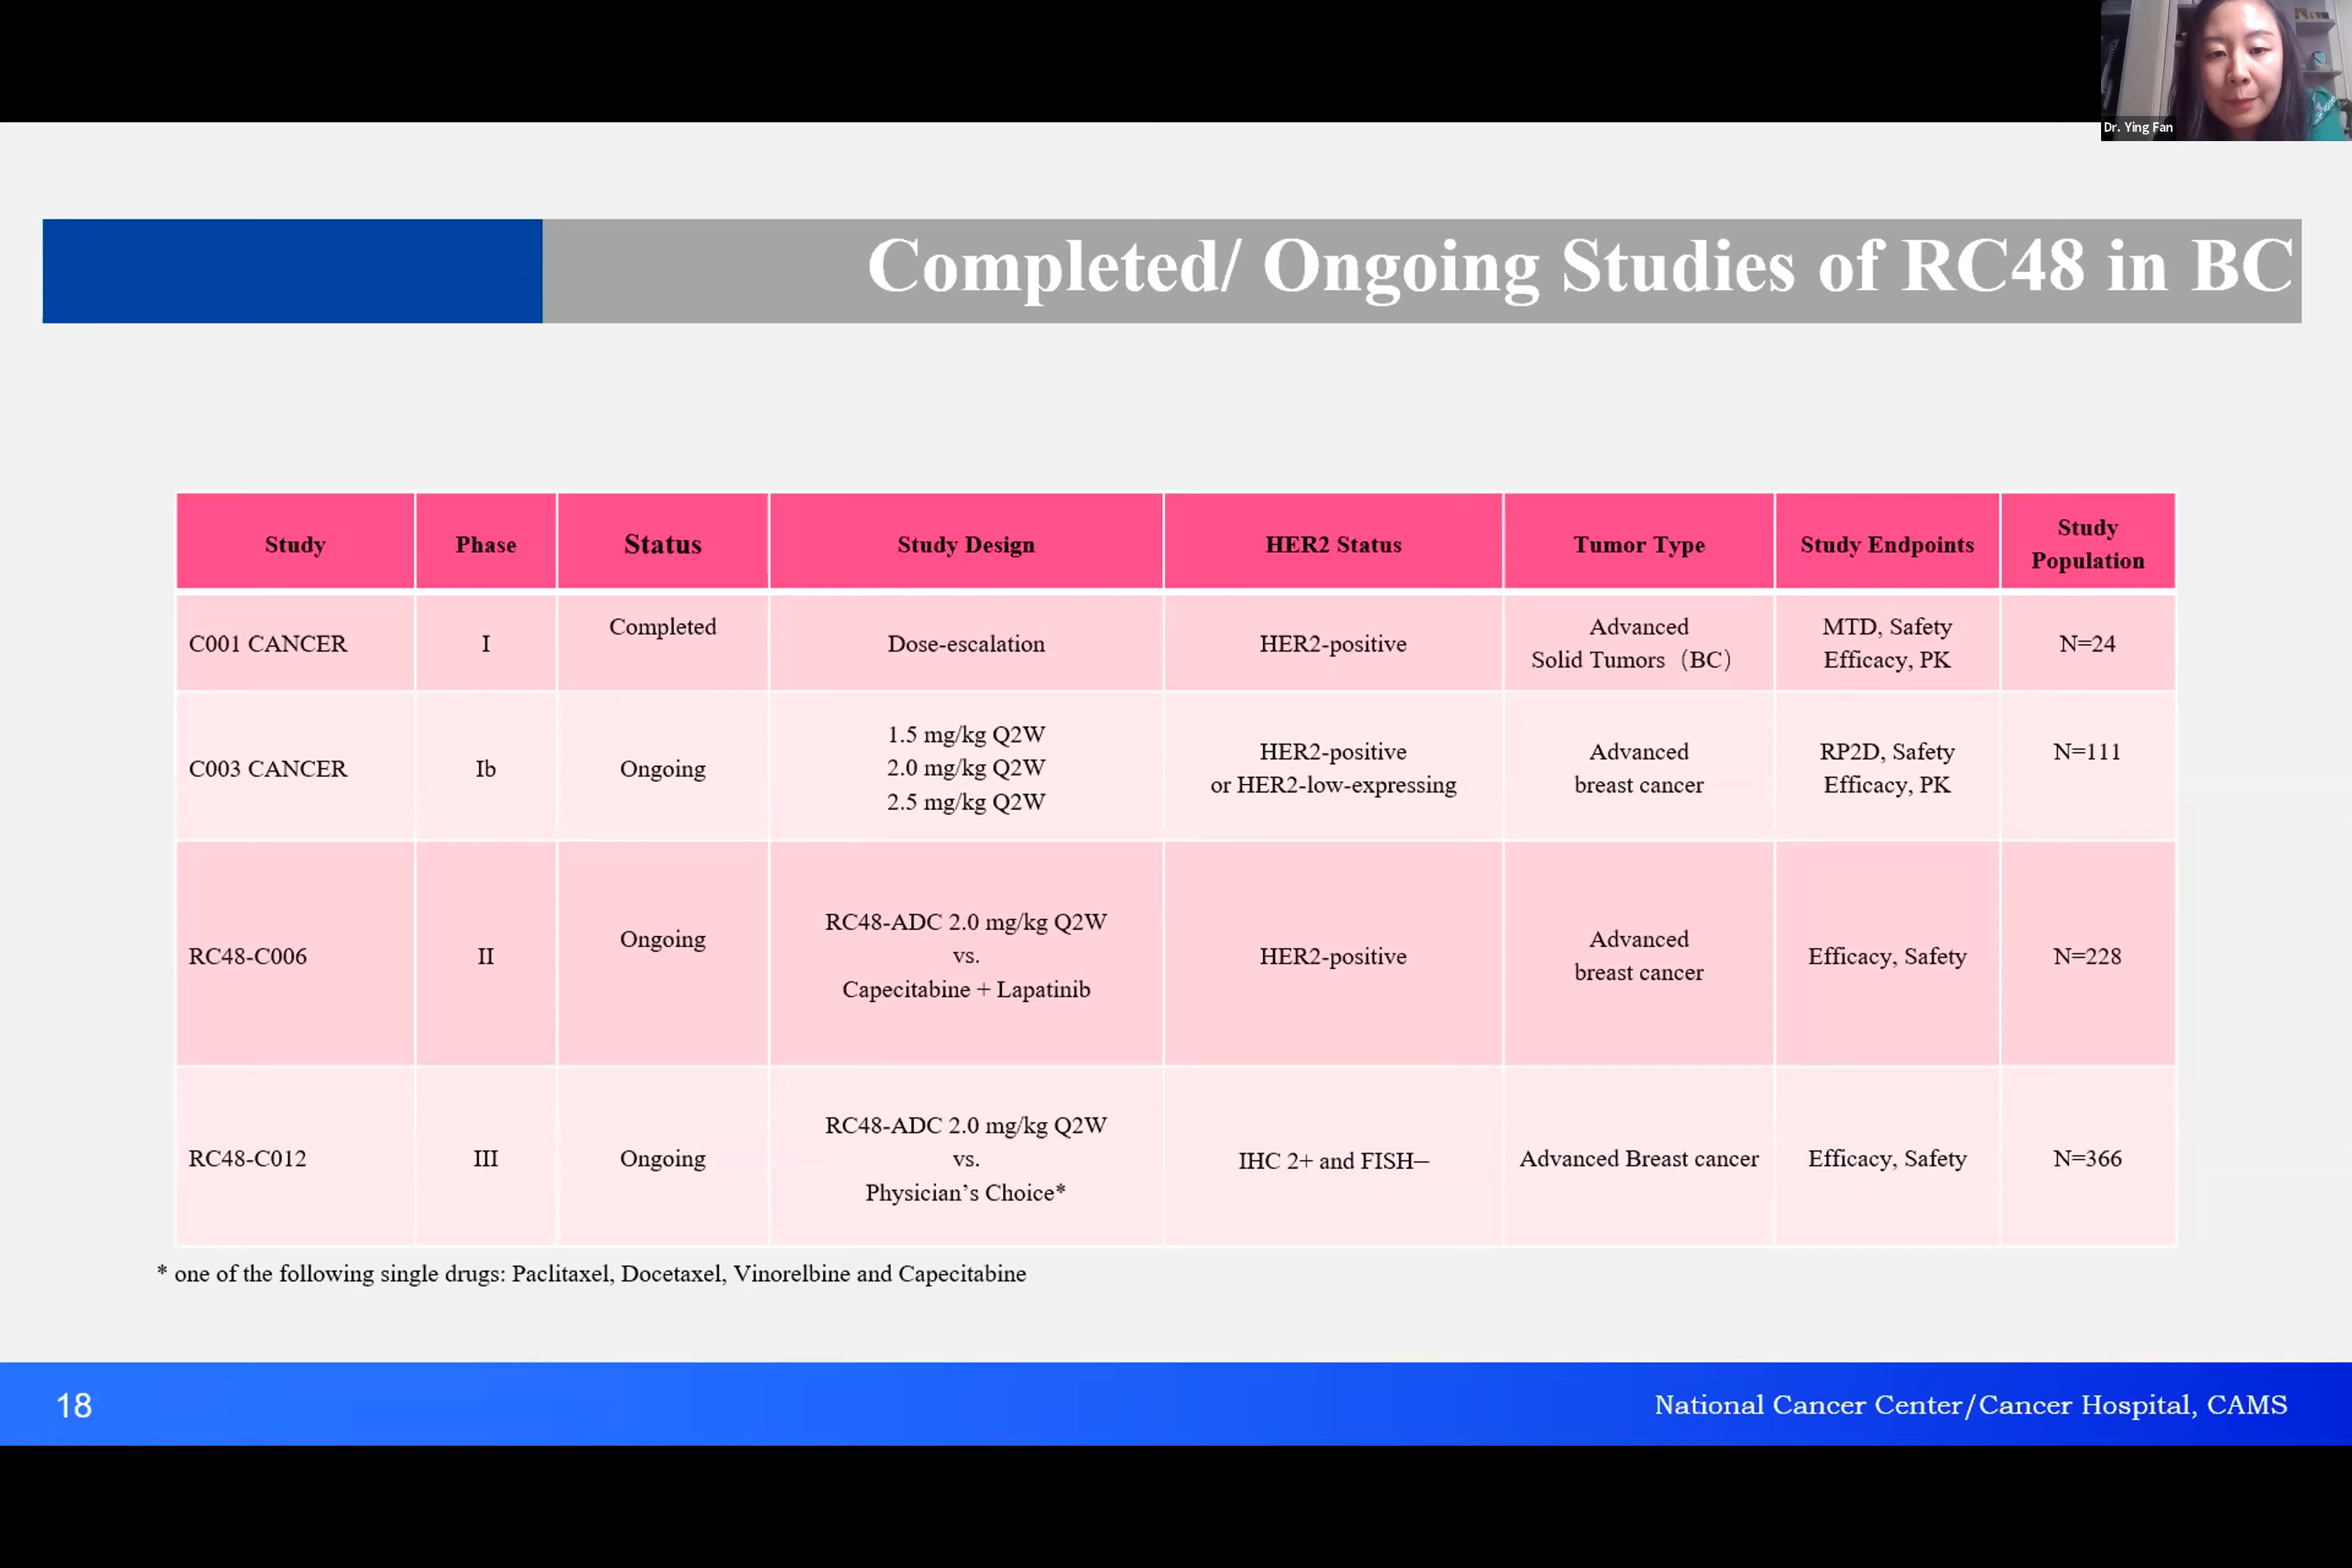 Dr. Ying Fan
Completed/ Ongoing Studies of RC48 in BC
Study
Phase
Status
Study Design
HER2 Status
Tumor Type
Study Endpoints
Study
Population
C001 CANCER
I
Completed
Dose-escalation
HER2-positive
Advanced
Solid Tumors（BC）
MTD, Safety
Efficacy, PK
N=24
C003 CANCER
Ib
Ongoing
1.5 mg/kg Q2W
2.0 mg/kg Q2W
2.5 mg/kg Q2W
HER2-positive
or HER2-low-expressing
Advanced
breast cancer
RP2D, Safety
Efficacy, PK
N=111
RC48-C006
II
Ongoing
RC48-ADC 2.0 mg/kg Q2W
vs.
Capecitabine + Lapatinib
HER2-positive
Advanced
breast cancer
Efficacy, Safety
N=228
RC48-C012
III
Ongoing
RC48-ADC 2.0 mg/kg Q2W
vs.
Physician’s Choice*
IHC 2+ and FISH–
Advanced Breast cancer
Efficacy, Safety
N=366
* one of the following single drugs: Paclitaxel, Docetaxel, Vinorelbine and Capecitabine
18
National Cancer Center/Cancer Hospital, CAMS